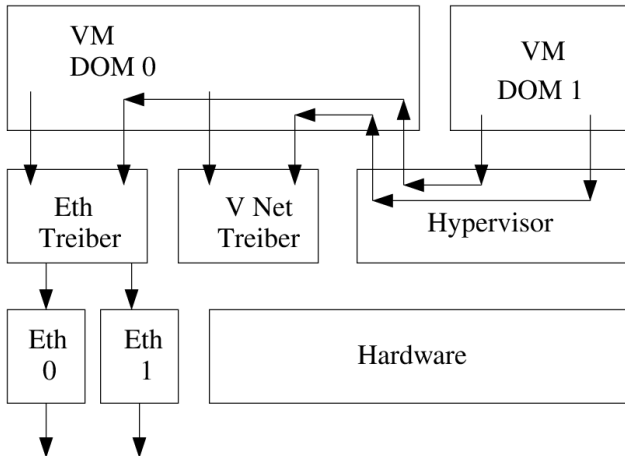 VM
DOM 0
VM
DOM 1
Eth
Treiber
V Net
Treiber
Hypervisor
Eth
0
Eth
1
Hardware